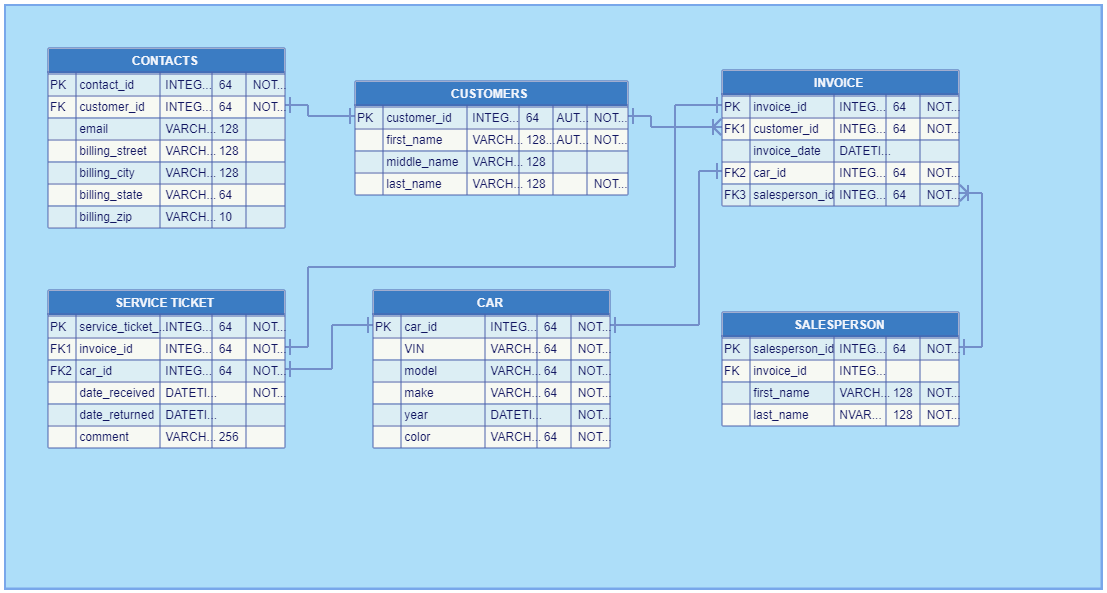 CONTACTS
PK contact_id INTEG... 64 NOT...
FK customer_id INTEG... 64 NOT...
email VARCH... 128
billing_street VARCH... 128
billing_city VARCH... 128
billing_state VARCH... 64
billing_zip VARCH... 10
CUSTOMERS
PK customer_id INTEG... 64 AUT... NOT...
first_name VARCH... 128... AUT... NOT...
middle_name VARCH... 128
last_name VARCH... 128 NOT...
INVOICE
PK invoice_id INTEG... 64 NOT...
FK1 customer_id INTEG... 64 NOT...
invoice_date DATETI...
FK2 car_id INTEG... 64 NOT...
FK3 salesperson_id INTEG... 64 NOT...
SERVICE TICKET
PK service_ticket_... INTEG... 64 NOT...
FK1 invoice_id INTEG... 64 NOT...
FK2 car_id INTEG... 64 NOT...
date_received DATETI... NOT...
date_returned DATETI...
comment VARCH... 256
CAR
PK car_id INTEG... 64 NOT...
VIN VARCH... 64 NOT...
model VARCH... 64 NOT...
make VARCH... 64 NOT...
year DATETI... NOT...
color VARCH... 64 NOT...
SALESPERSON
PK salesperson_id INTEG... 64 NOT...
FK invoice_id INTEG...
first_name VARCH... 128 NOT...
last_name NVAR... 128 NOT...